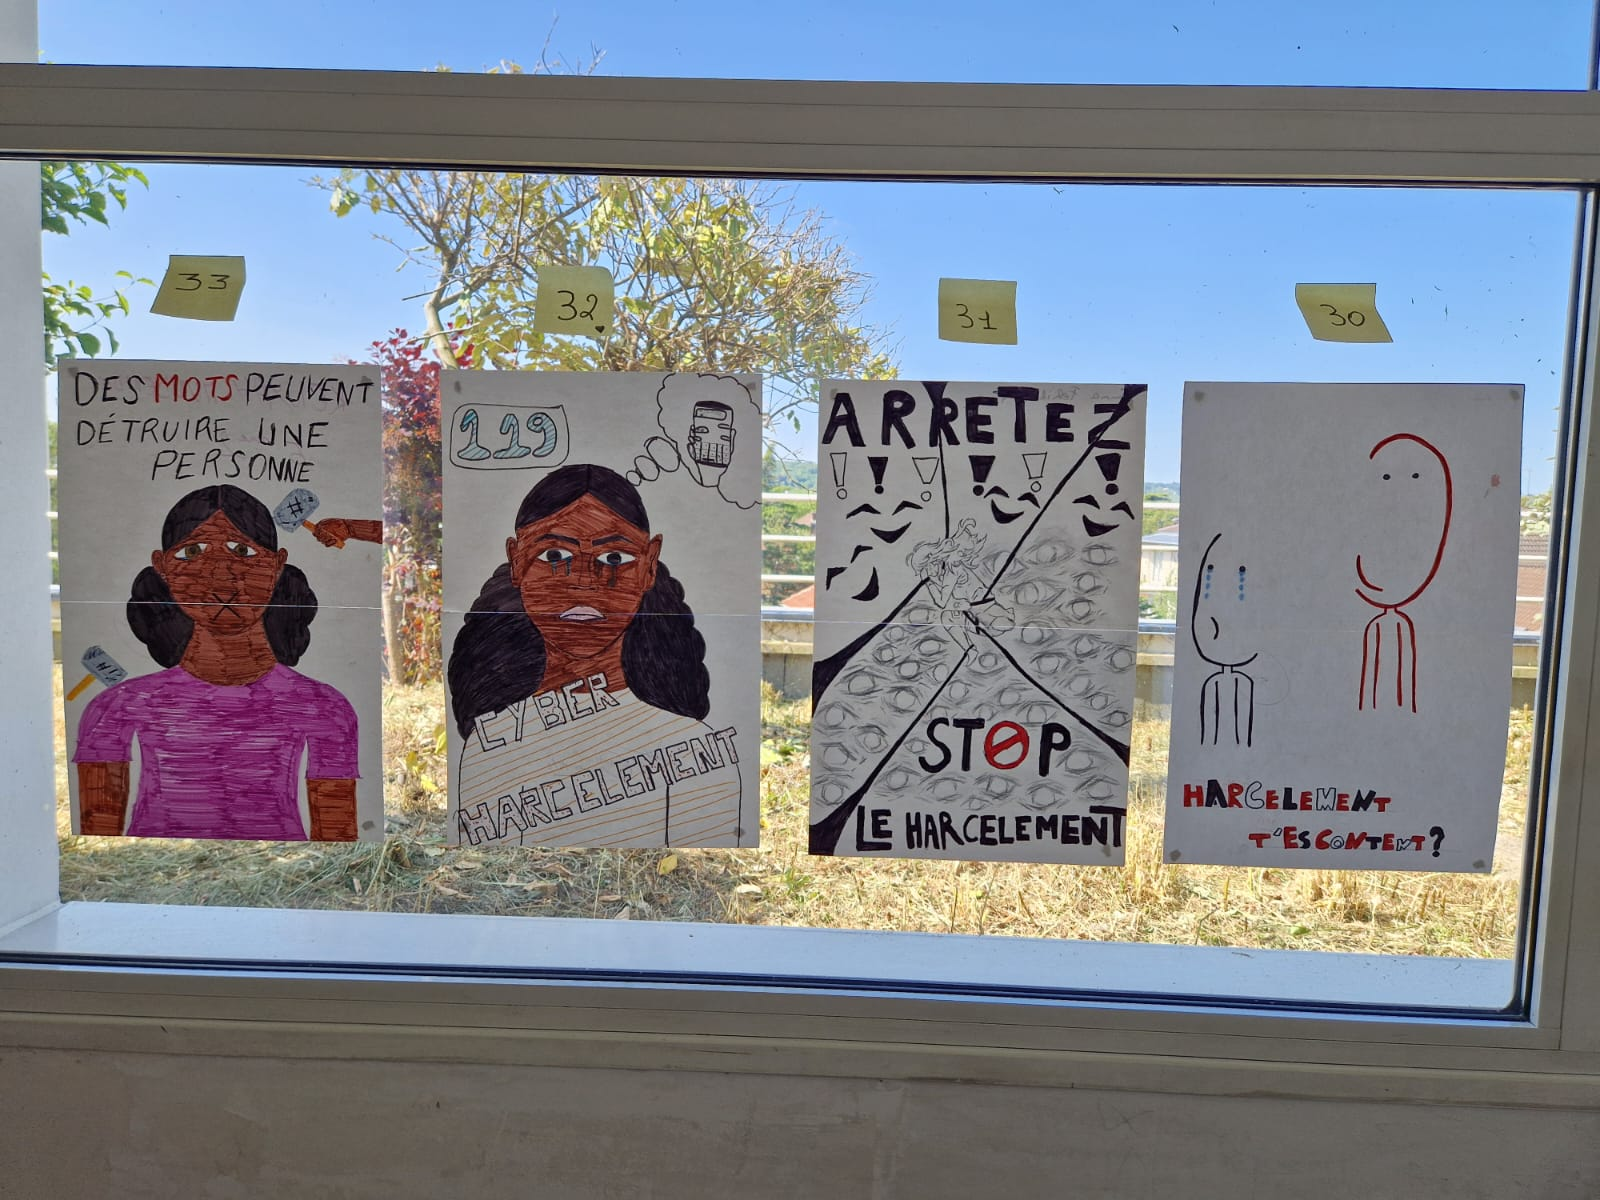 33
32
31
30
DES MOTS PEUVENT
DÉTRUIRE UNE
PERSONNE
#
#
119
CYBER
HARCELEMENT
ARRETEZ
! ! ! ! ! !
STOP
LE HARCELEMENT
HARCELEMENT
T'ES CONTENT?